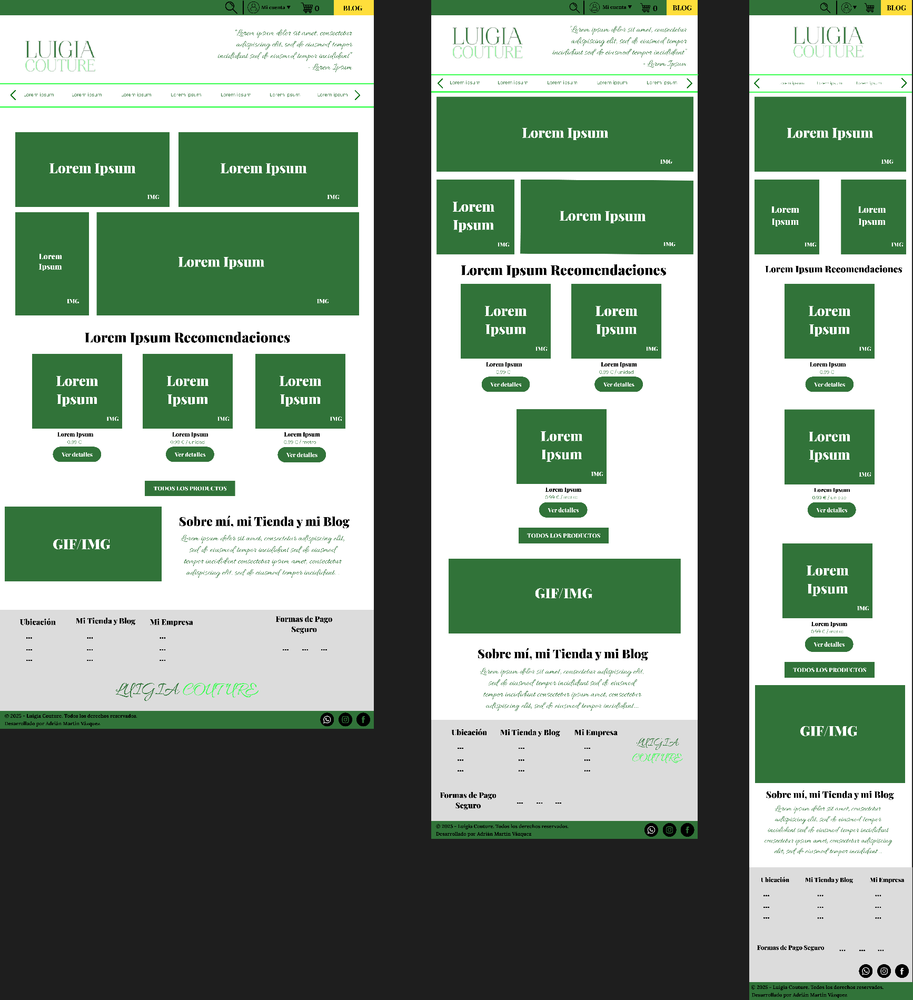 Mi cuenta ▼ 0 BLOG
LUIGIA
COUTURE
"Lorem ipsum dolor sit amet, consectetur
adispiscing elit, sed do eiusmod tempor
incididunt sed do eiusmod tempor incididunt"
- Lorem Ipsum
Lorem ipsum Lorem ipsum Lorem ipsum Lorem ipsum Lorem ipsum Lorem ipsum Lorem ipsum
Lorem Ipsum
IMG
Lorem Ipsum
IMG
Lorem
Ipsum
IMG
Lorem Ipsum
IMG
Lorem Ipsum Recomendaciones
Lorem
Ipsum
IMG
Lorem Ipsum
0.99 €
Ver detalles
Lorem
Ipsum
IMG
Lorem Ipsum
0.99 € / unidad
Ver detalles
Lorem
Ipsum
IMG
Lorem Ipsum
0.99 € / metro
Ver detalles
TODOS LOS PRODUCTOS
GIF/IMG
Sobre mí, mi Tienda y mi Blog
Lorem ipsum dolor sit amet, consectetur adispiscing elit,
sed do eiusmod tempor incididunt sed do eiusmod
tempor incididunt consectetur ipsum amet, consectetur
adispiscing elit, sed do eiusmod tempor incididunt...
Ubicación
...
...
...
Mi Tienda y Blog
...
...
...
Mi Empresa
...
...
...
Formas de Pago
Seguro
... ... ...
LUIGIA COUTURE
© 2025 - Luigia Couture. Todos los derechos reservados.
Desarrollado por Adrián Martín Vázquez
Mi cuenta ▼ 0 BLOG
LUIGIA
COUTURE
"Lorem ipsum dolor sit amet, consectetur
adispiscing elit, sed do eiusmod tempor
incididunt sed do eiusmod tempor incididunt"
- Lorem Ipsum
Lorem ipsum Lorem ipsum Lorem ipsum Lorem ipsum Lorem ipsum
Lorem Ipsum
IMG
Lorem
Ipsum
IMG
Lorem Ipsum
IMG
Lorem Ipsum Recomendaciones
Lorem
Ipsum
IMG
Lorem Ipsum
0.99 €
Ver detalles
Lorem
Ipsum
IMG
Lorem Ipsum
0.99 € / unidad
Ver detalles
Lorem
Ipsum
IMG
Lorem Ipsum
0.99 € / metro
Ver detalles
TODOS LOS PRODUCTOS
GIF/IMG
Sobre mí, mi Tienda y mi Blog
Lorem ipsum dolor sit amet, consectetur adispiscing elit,
sed do eiusmod tempor incididunt sed do eiusmod
tempor incididunt consectetur ipsum amet, consectetur
adispiscing elit, sed do eiusmod tempor incididunt...
Ubicación
...
...
...
Mi Tienda y Blog
...
...
...
Mi Empresa
...
...
...
LUIGIA
COUTURE
Formas de Pago
Seguro
... ... ...
© 2025 - Luigia Couture. Todos los derechos reservados.
Desarrollado por Adrián Martín Vázquez
▼ BLOG
LUIGIA
COUTURE
orem ipsum Lorem ipsum Lorem ipsum
Lorem Ipsum
IMG
Lorem
Ipsum
IMG
Lorem
Ipsum
IMG
Lorem Ipsum Recomendaciones
Lorem
Ipsum
IMG
Lorem Ipsum
0.99 €
Ver detalles
Lorem
Ipsum
IMG
Lorem Ipsum
0.99 € / unidad
Ver detalles
Lorem
Ipsum
IMG
Lorem Ipsum
0.99 € / metro
Ver detalles
TODOS LOS PRODUCTOS
GIF/IMG
Sobre mí, mi Tienda y mi Blog
Lorem ipsum dolor sit amet, consectetur
adispiscing elit, sed do eiusmod tempor
incididunt sed do eiusmod tempor incididunt
consectetur ipsum amet, consectetur adispiscing
elit, sed do eiusmod tempor incididunt...
Ubicación
...
...
...
Mi Tienda y Blog
...
...
...
Mi Empresa
...
...
...
Formas de Pago Seguro ... ... ...
© 2025 - Luigia Couture. Todos los derechos reservados.
Desarrollado por Adrián Martín Vázquez